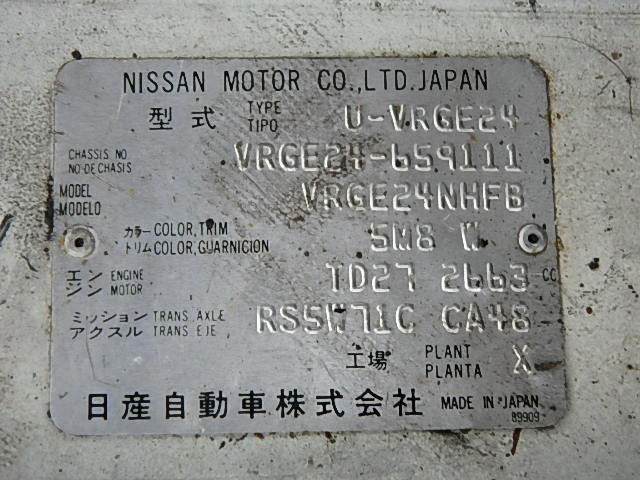 NISSAN MOTOR CO.,LTD.JAPAN
型式 TYPE TIPO U-VRGE24
CHASSIS NO NO DE CHASIS VRGE24-659111
MODEL MODELO VRGE24NHFB
カラー COLOR,TRIM トリム COLOR,GUARNICION 5M8 W
エンジン ENGINE MOTOR TD27 2663 CC
ミッション TRANS. AXLE アクスル TRANS. EJE RS5W71C CA48
工場 PLANT PLANTA X
日産自動車株式会社 MADE IN JAPAN
89909